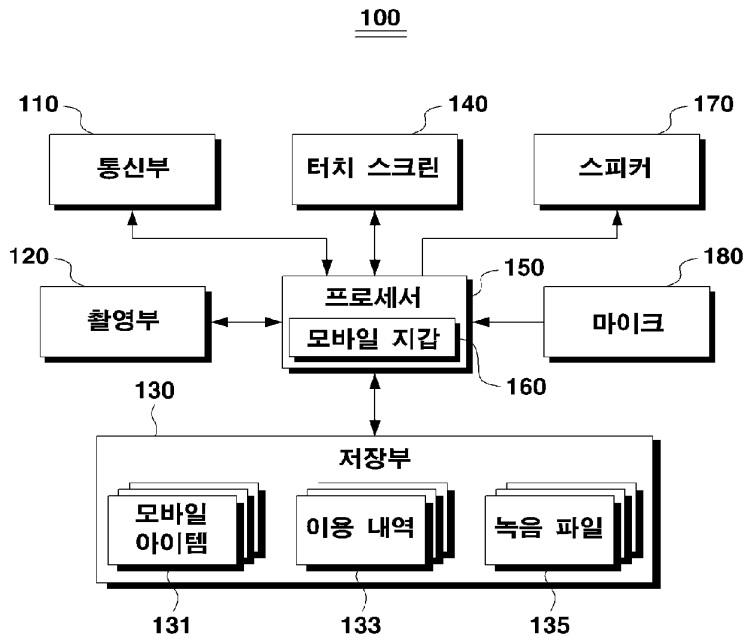 100
110
140
170
통신부
터치 스크린
스피커
120
150
180
촬영부
프로세서
모바일 지갑
마이크
160
130
저장부
모바일
아이템
이용 내역
녹음 파일
131
133
135